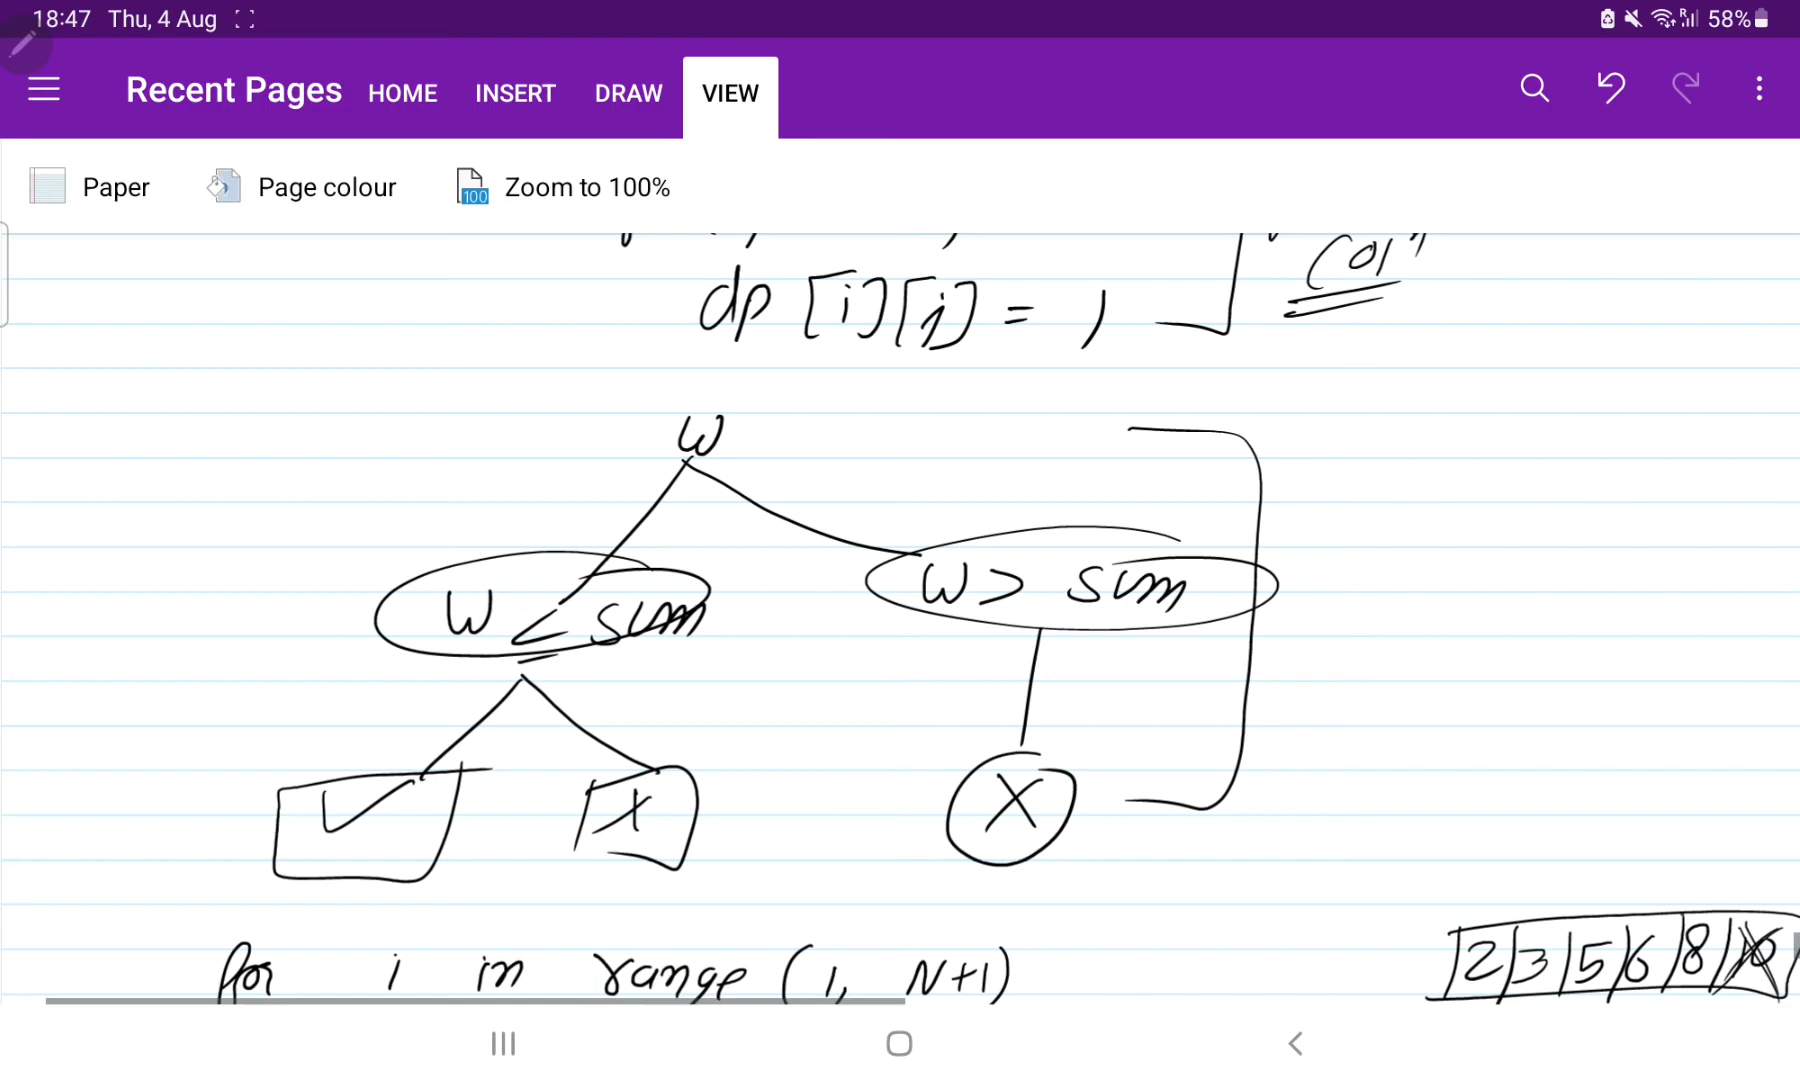 18:47 Thu, 4 Aug 58%
Recent Pages HOME INSERT DRAW VIEW
Paper Page colour 100 Zoom to 100%
dp [i][j] = 1
col
W
W ≤ sum W > sum
✓ X X
for i in range (1, N+1)
2 3 5 6 8